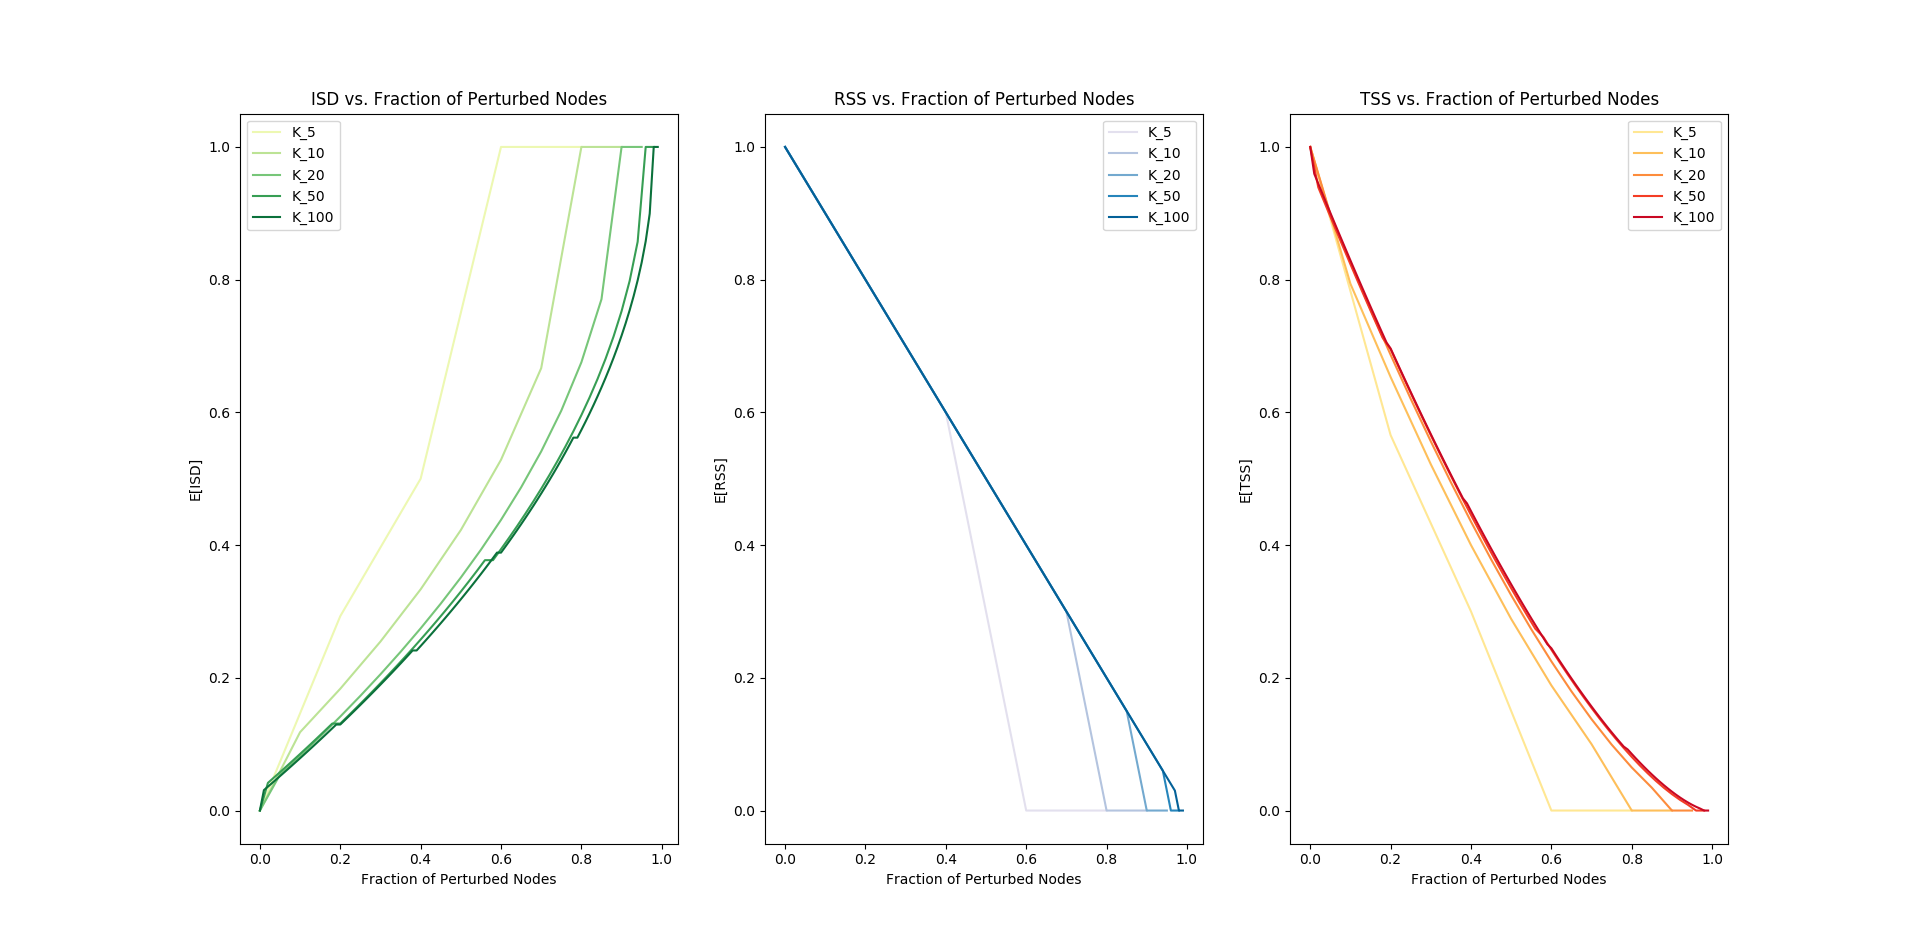 ISD vs. Fraction of Perturbed Nodes
K_5
K_10
K_20
K_50
K_100
1.0
0.8
0.6
0.4
0.2
0.0
E[ISD]
0.0 0.2 0.4 0.6 0.8 1.0
Fraction of Perturbed Nodes
RSS vs. Fraction of Perturbed Nodes
K_5
K_10
K_20
K_50
K_100
1.0
0.8
0.6
0.4
0.2
0.0
E[RSS]
0.0 0.2 0.4 0.6 0.8 1.0
Fraction of Perturbed Nodes
TSS vs. Fraction of Perturbed Nodes
K_5
K_10
K_20
K_50
K_100
1.0
0.8
0.6
0.4
0.2
0.0
E[TSS]
0.0 0.2 0.4 0.6 0.8 1.0
Fraction of Perturbed Nodes